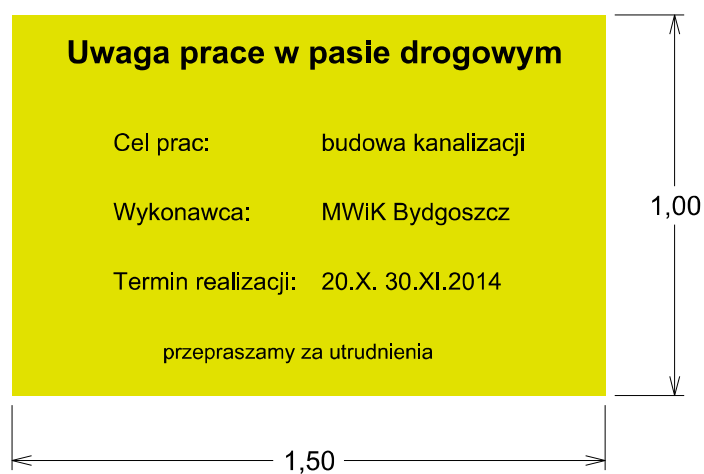 Uwaga prace w pasie drogowym
Cel prac: budowa kanalizacji
Wykonawca: MWiK Bydgoszcz
Termin realizacji: 20.X. 30.XI.2014
przepraszamy za utrudnienia
1,00
1,50